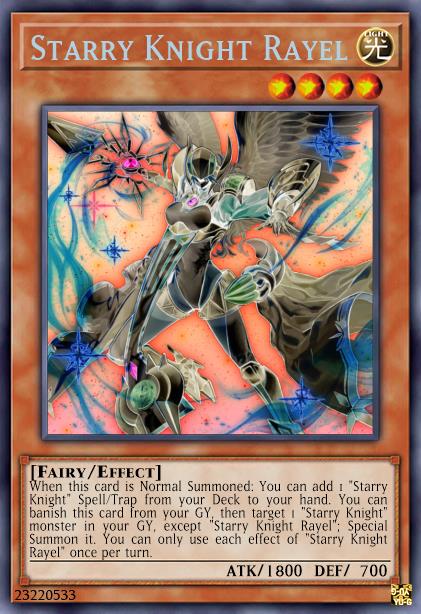 STARRY KNIGHT RAYEL
LIGHT
光
[FAIRY/EFFECT]
When this card is Normal Summoned: You can add 1 "Starry
Knight" Spell/Trap from your Deck to your hand. You can
banish this card from your GY, then target 1 "Starry Knight"
monster in your GY, except "Starry Knight Rayel"; Special
Summon it. You can only use each effect of "Starry Knight
Rayel" once per turn.
ATK/1800 DEF/ 700
23220533